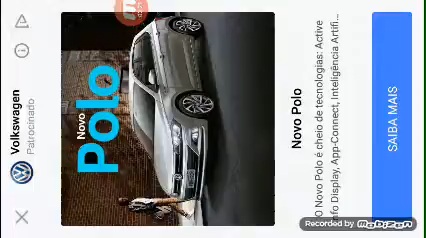 Volkswagen
Patrocinado
Novo
Polo
Novo Polo
O Novo Polo é cheio de tecnologias: Active
Info Display, App-Connect, Inteligência Artifi...
SAIBA MAIS
Recorded by mobizen